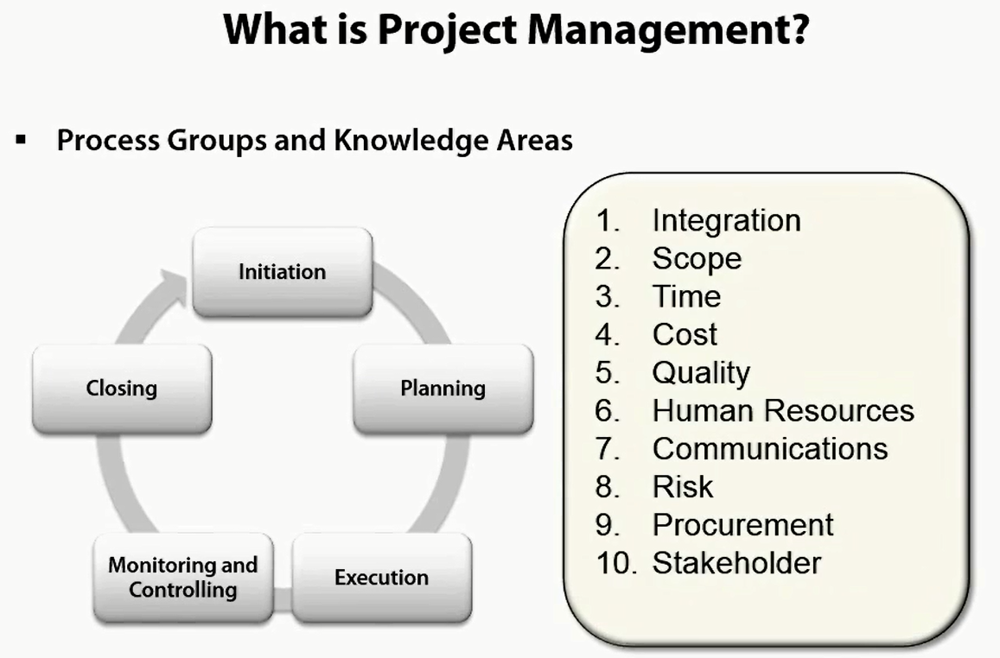 What is Project Management?
▪ Process Groups and Knowledge Areas
Initiation
Planning
Execution
Monitoring and
Controlling
Closing
1. Integration
2. Scope
3. Time
4. Cost
5. Quality
6. Human Resources
7. Communications
8. Risk
9. Procurement
10. Stakeholder